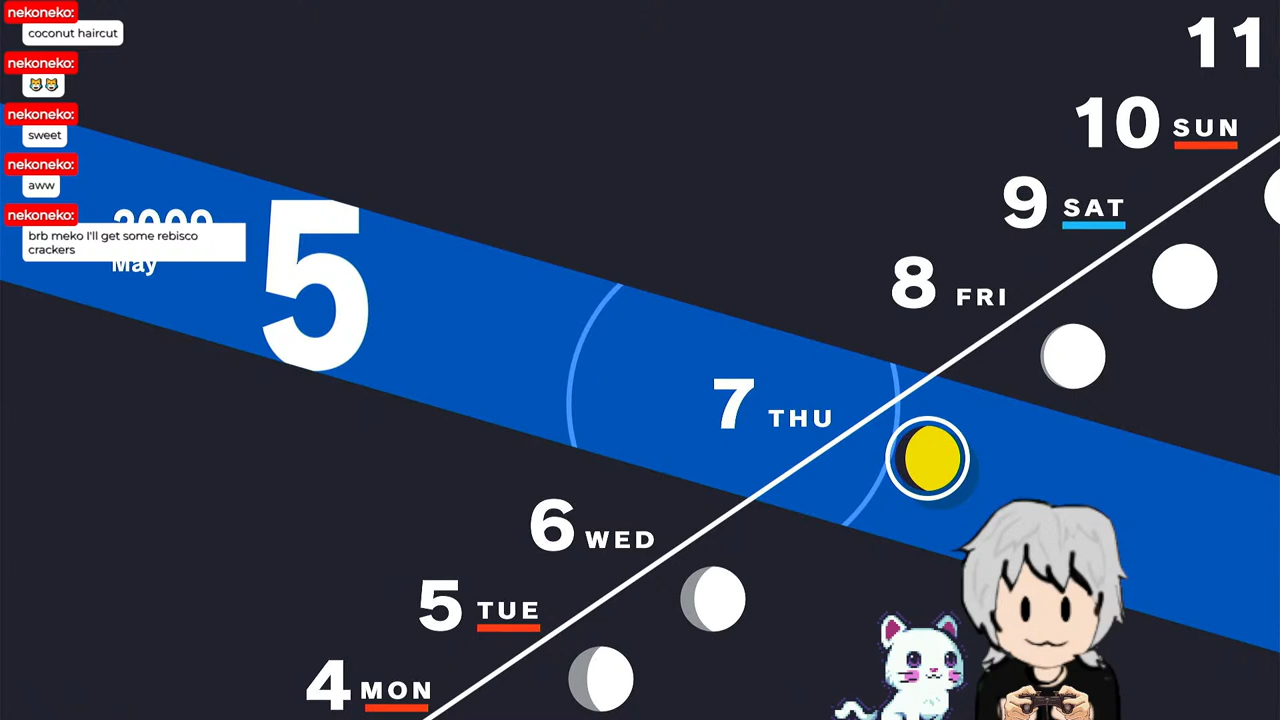 nekoneko:
coconut haircut
nekoneko:
nekoneko:
sweet
nekoneko:
aww
nekoneko:
brb meko I'll get some rebisco
crackers
2009
May
5
11
10 SUN
9 SAT
8 FRI
7 THU
6 WED
5 TUE
4 MON